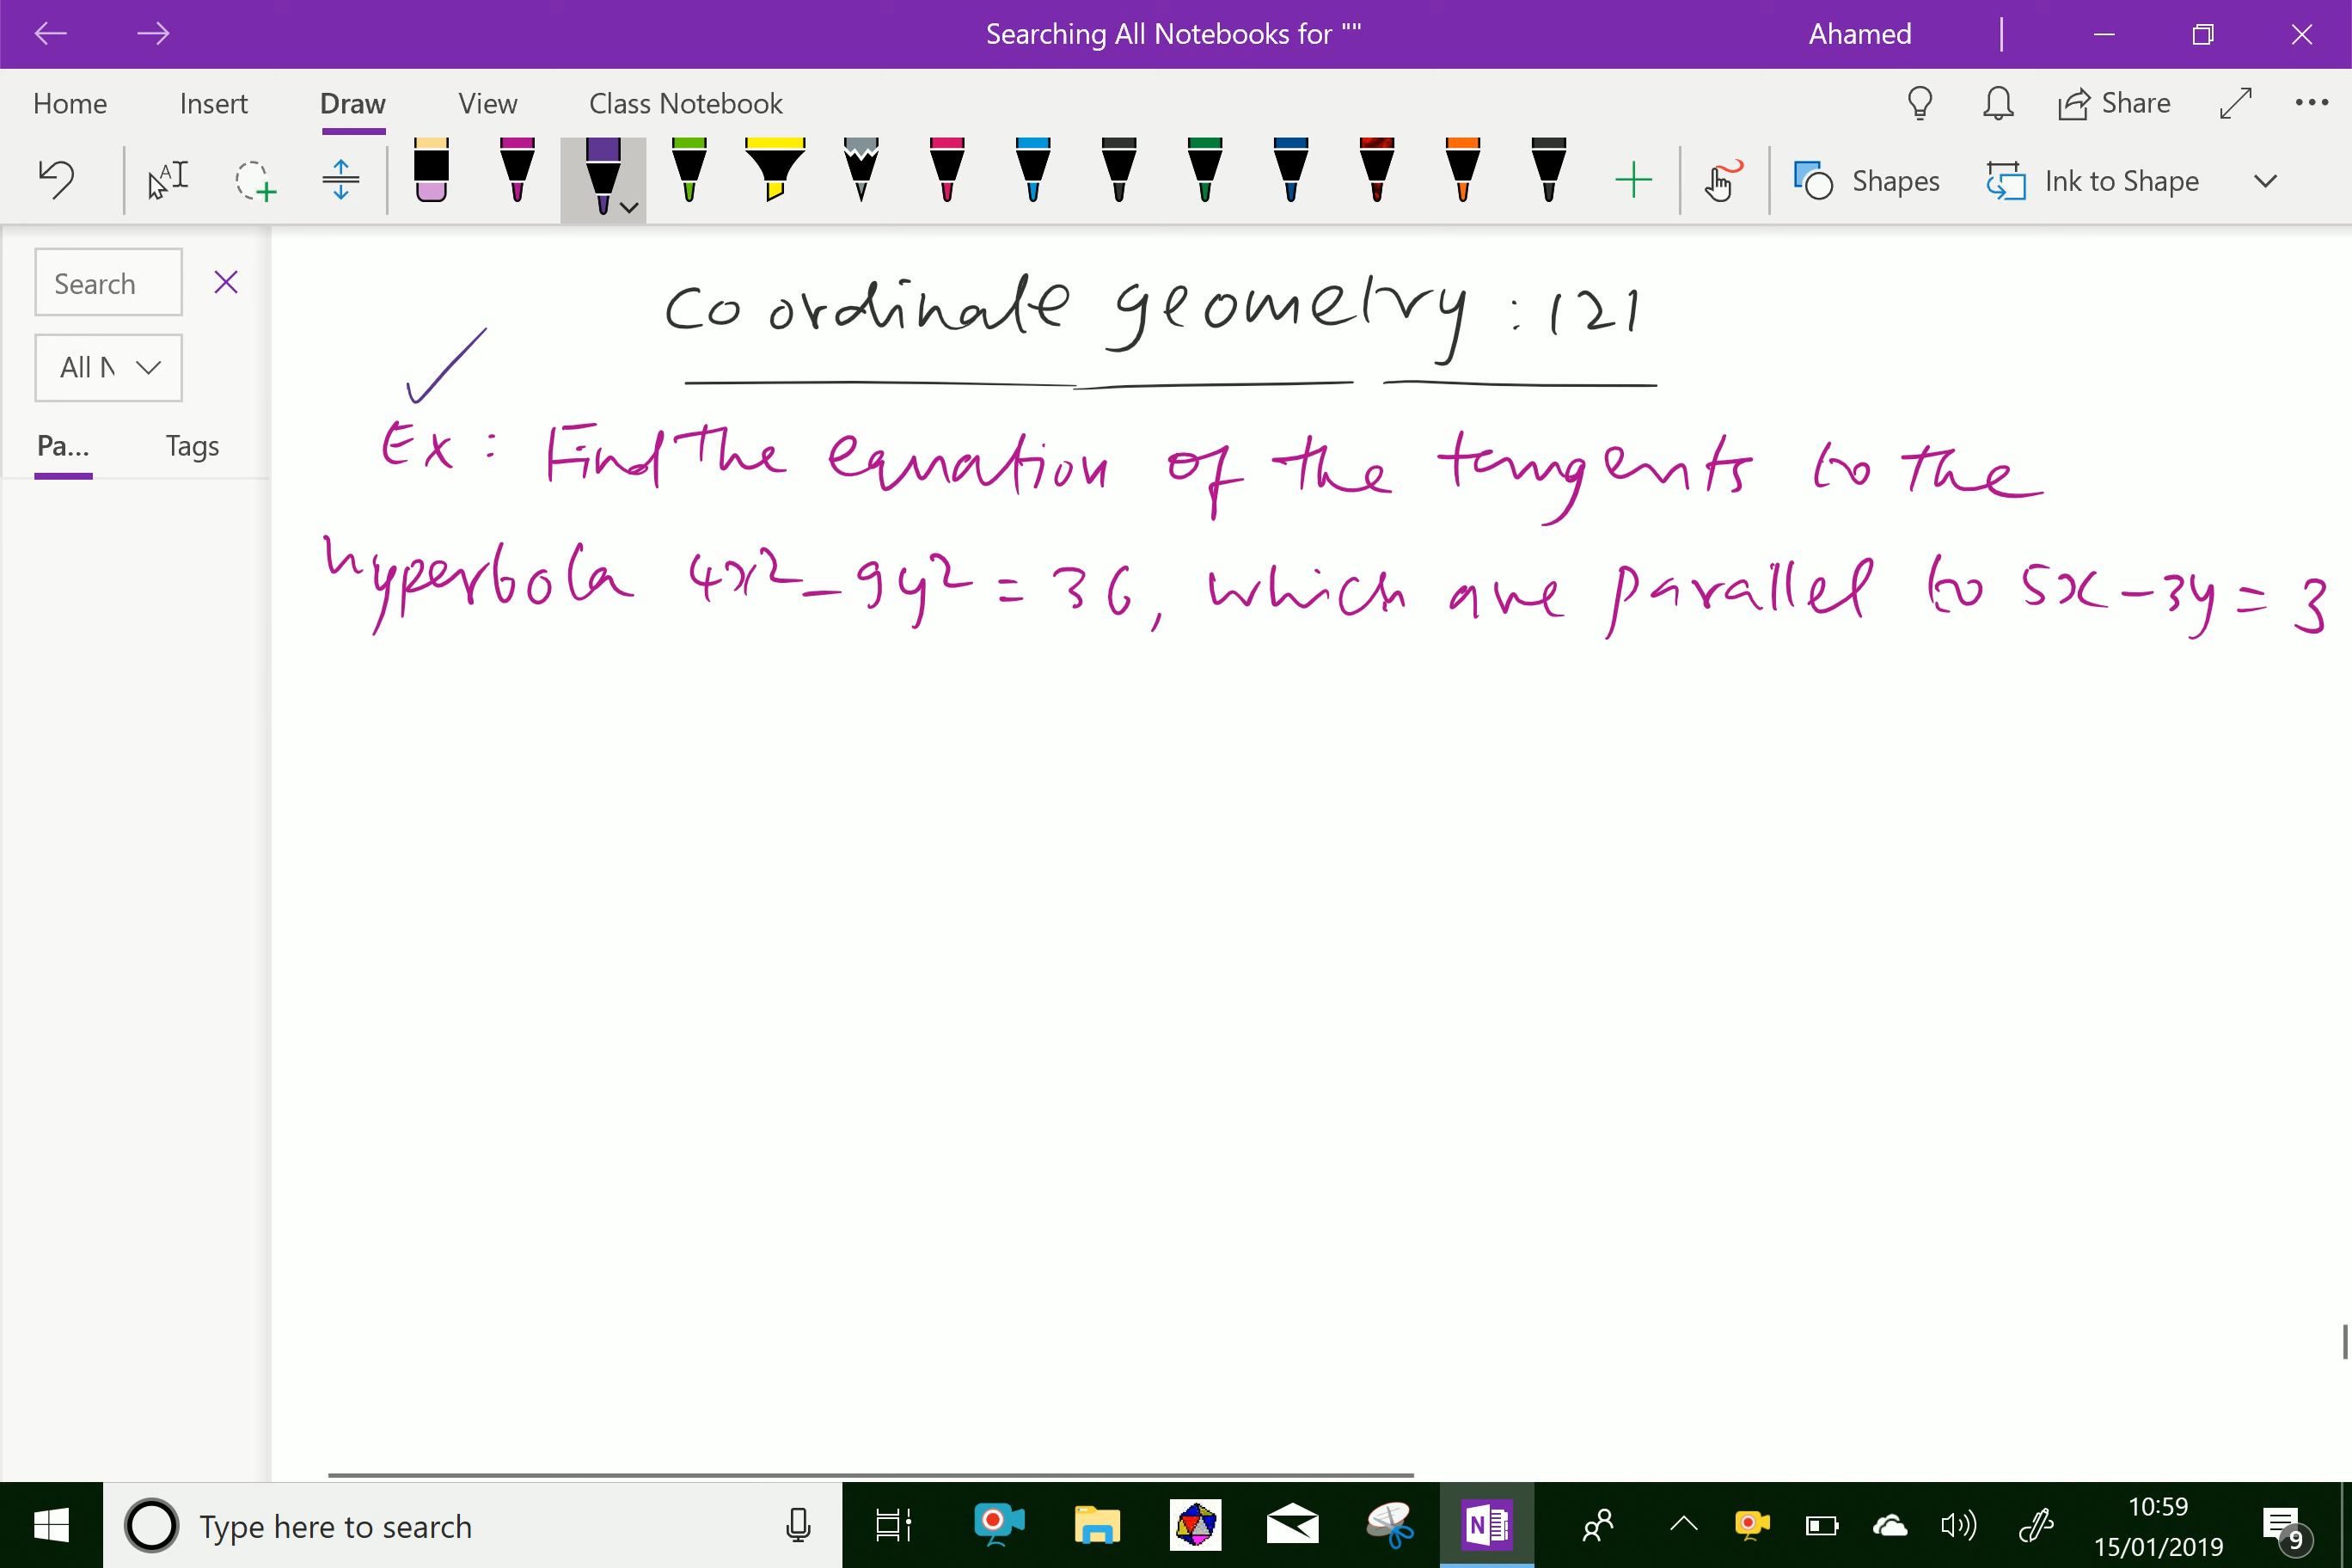 Searching All Notebooks for "" Ahamed
Home Insert Draw View Class Notebook Share
AI Shapes Ink to Shape
Search
All N
Pa... Tags
Coordinate geometry : 121
Ex : Find the equation of the tangents to the
hyperbola 4x² - 9y² = 36, which are parallel to 5x - 3y = 3
Type here to search
N
10:59
15/01/2019
9